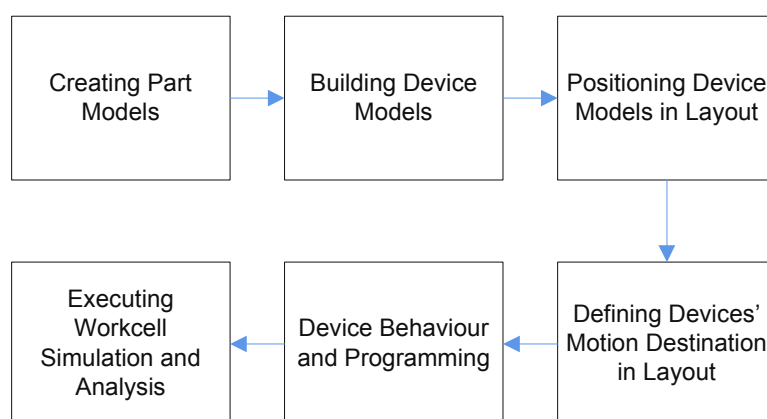 Creating Part
Models
Building Device
Models
Positioning Device
Models in Layout
Defining Devices’
Motion Destination
in Layout
Device Behaviour
and Programming
Executing
Workcell
Simulation and
Analysis